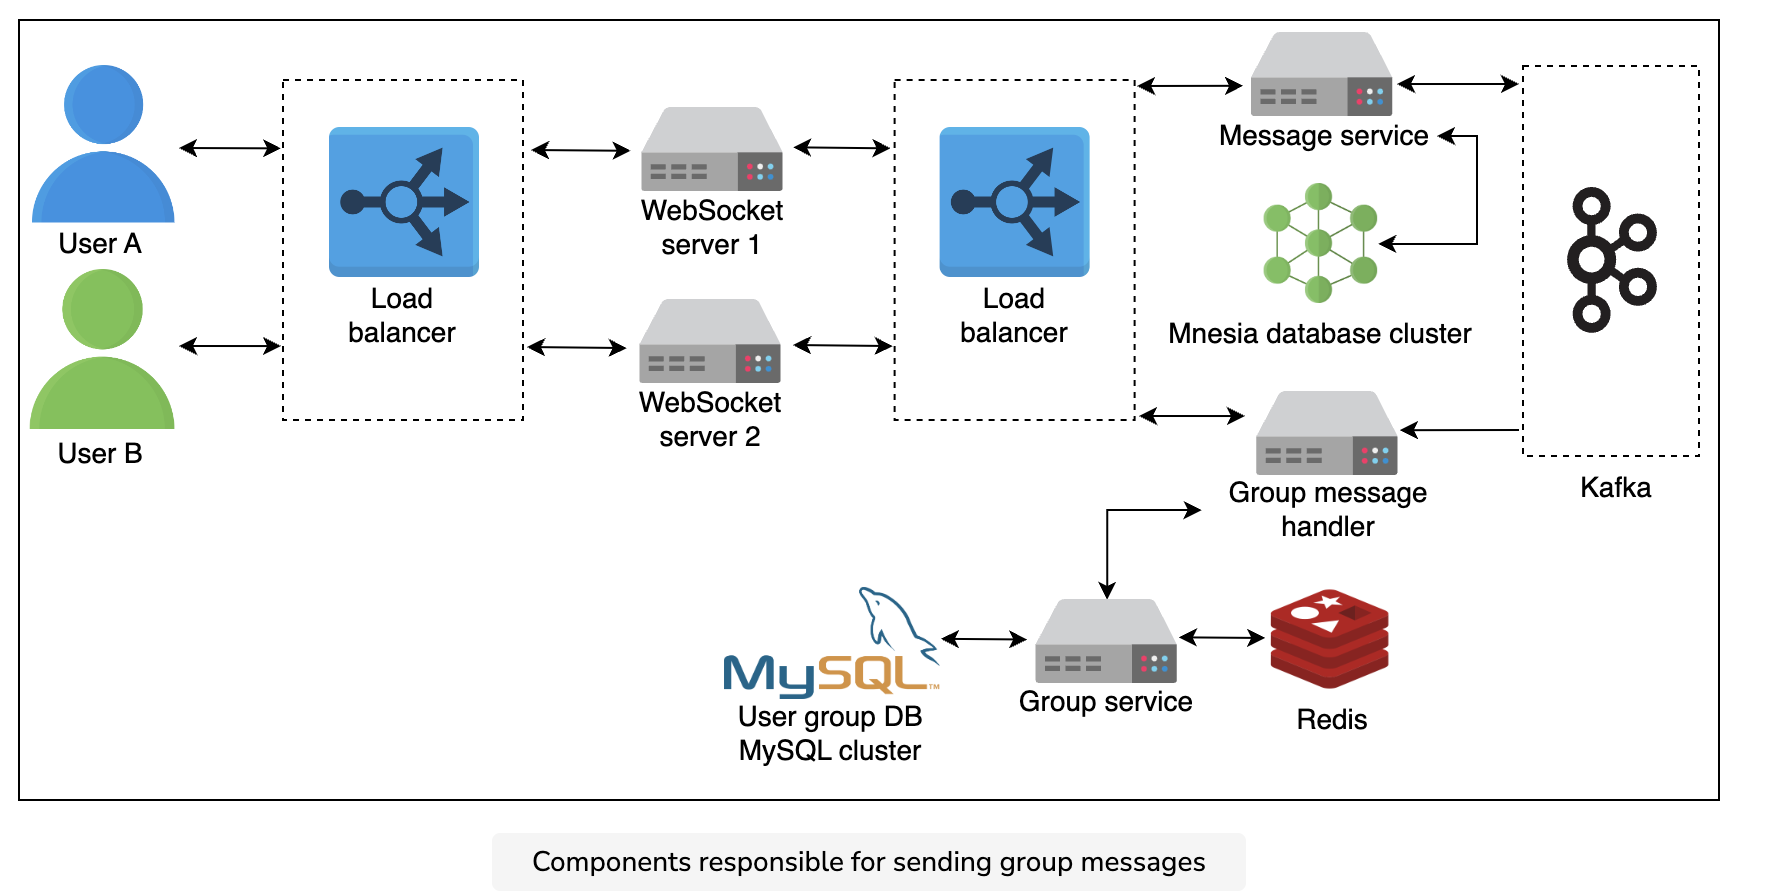 User A
User B
Load
balancer
WebSocket
server 1
WebSocket
server 2
Load
balancer
Message service
Mnesia database cluster
Group message
handler
Kafka
MySQL™
User group DB
MySQL cluster
Group service
Redis
Components responsible for sending group messages